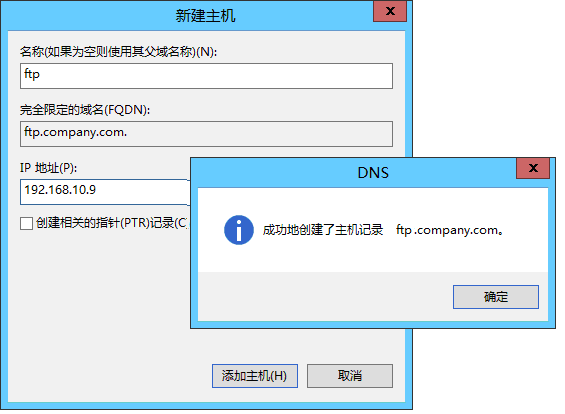 新建主机
名称(如果为空则使用其父域名称)(N):
ftp
完全限定的域名(FQDN):
ftp.company.com.
IP 地址(P):
192.168.10.9
创建相关的指针(PTR)记录(C)
DNS
成功地创建了主机记录 ftp.company.com。
确定
添加主机(H)
取消